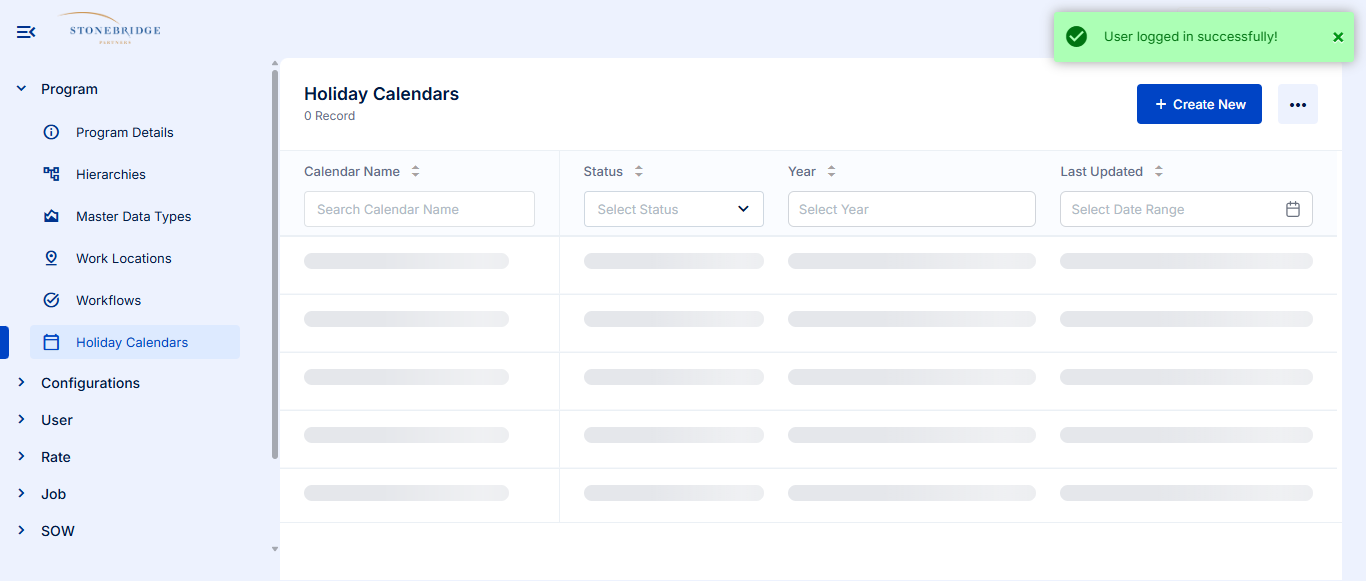 STONEBRIDGE
PARTNERS
User logged in successfully!
Program
Program Details
Hierarchies
Master Data Types
Work Locations
Workflows
Holiday Calendars
Configurations
User
Rate
Job
SOW
Holiday Calendars
0 Record
Create New
Calendar Name
Status
Year
Last Updated
Search Calendar Name
Select Status
Select Year
Select Date Range